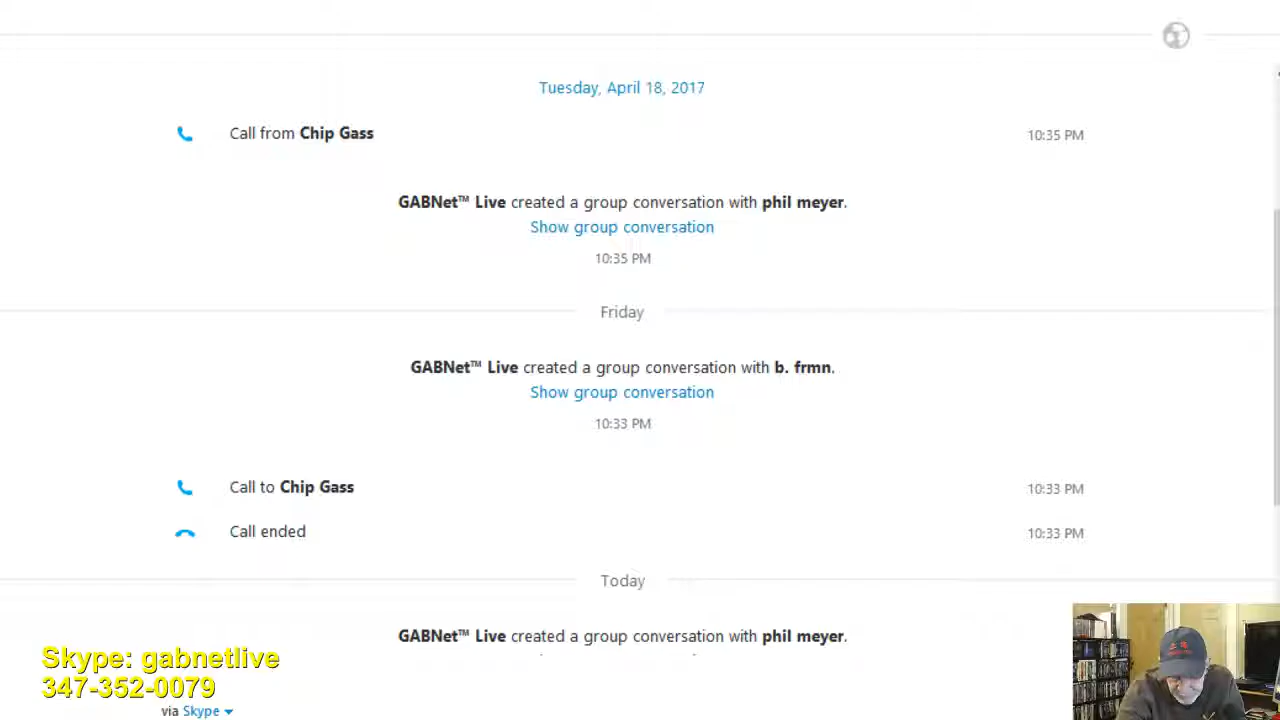 Tuesday, April 18, 2017
Call from Chip Gass 10:35 PM
GABNet™ Live created a group conversation with phil meyer.
Show group conversation
10:35 PM
Friday
GABNet™ Live created a group conversation with b. frmn.
Show group conversation
10:33 PM
Call to Chip Gass 10:33 PM
Call ended 10:33 PM
Today
GABNet™ Live created a group conversation with phil meyer.
Skype: gabnetlive
347-352-0079
via Skype